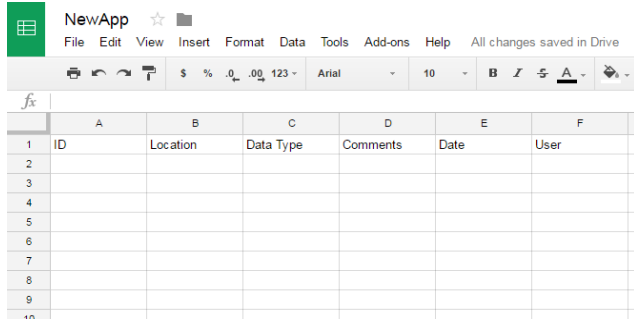 NewApp
File Edit View Insert Format Data Tools Add-ons Help All changes saved in Drive
$ % .0 .00 123 Arial 10 B I S A
fx
A B C D E F
1 ID Location Data Type Comments Date User
2
3
4
5
6
7
8
9
10